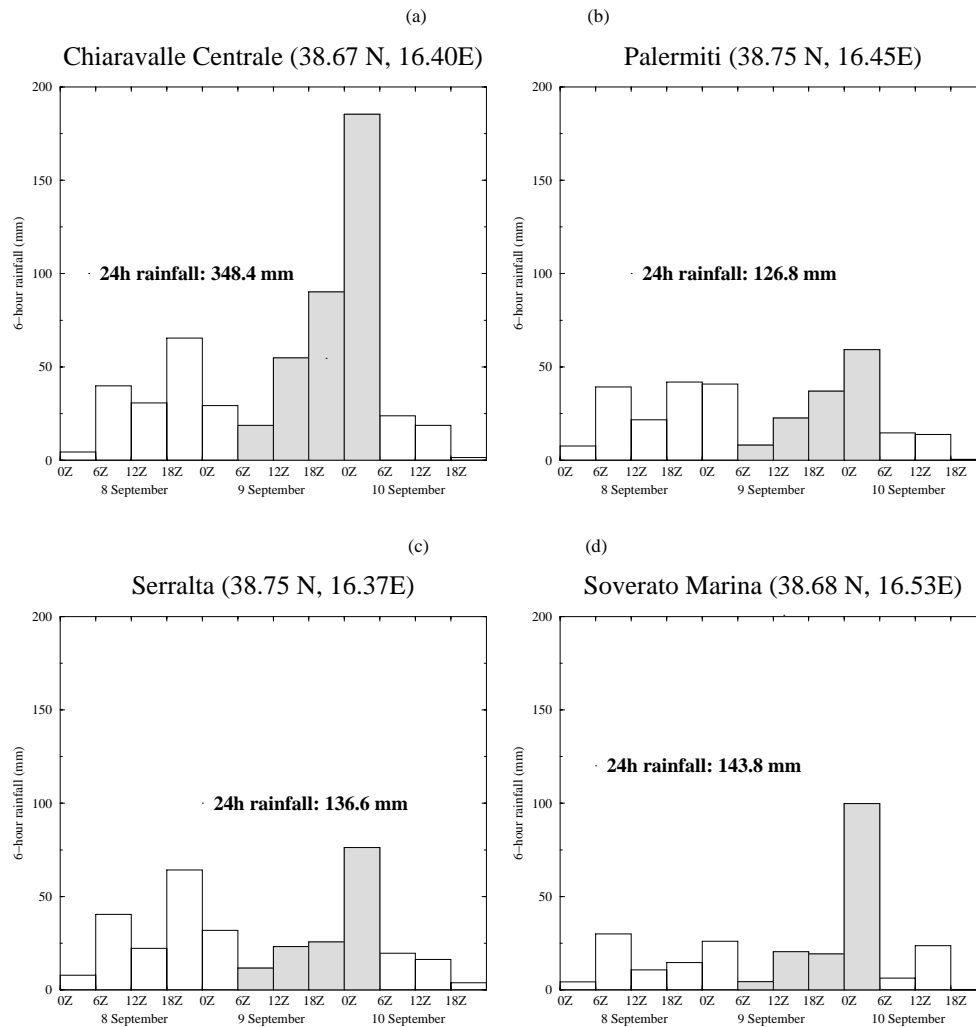 (a)
Chiaravalle Centrale (38.67 N, 16.40E)
200
150
100
50
0
6−hour rainfall (mm)
24h rainfall: 348.4 mm
0Z 6Z 12Z 18Z 0Z 6Z 12Z 18Z 0Z 6Z 12Z 18Z
8 September 9 September 10 September
(b)
Palermiti (38.75 N, 16.45E)
200
150
100
50
0
6−hour rainfall (mm)
24h rainfall: 126.8 mm
0Z 6Z 12Z 18Z 0Z 6Z 12Z 18Z 0Z 6Z 12Z 18Z
8 September 9 September 10 September
(c)
Serralta (38.75 N, 16.37E)
200
150
100
50
0
6−hour rainfall (mm)
24h rainfall: 136.6 mm
0Z 6Z 12Z 18Z 0Z 6Z 12Z 18Z 0Z 6Z 12Z 18Z
8 September 9 September 10 September
(d)
Soverato Marina (38.68 N, 16.53E)
200
150
100
50
0
6−hour rainfall (mm)
24h rainfall: 143.8 mm
0Z 6Z 12Z 18Z 0Z 6Z 12Z 18Z 0Z 6Z 12Z 18Z
8 September 9 September 10 September